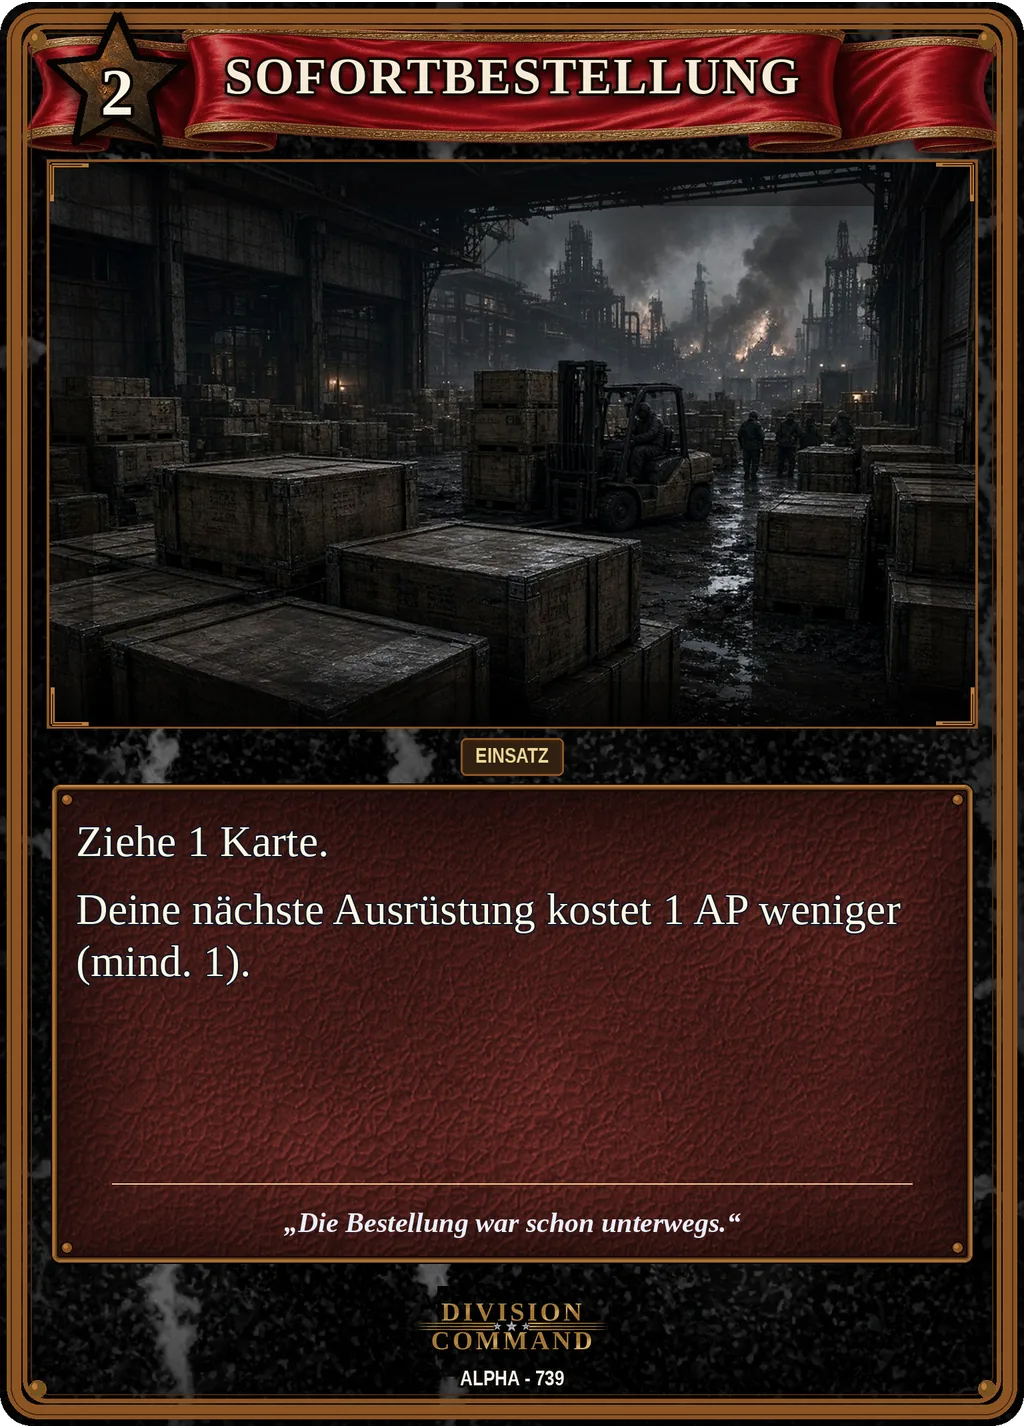 2
SOFORTBESTELLUNG
EINSATZ
Ziehe 1 Karte.
Deine nächste Ausrüstung kostet 1 AP weniger
(mind. 1).
„Die Bestellung war schon unterwegs.“
DIVISION
COMMAND
ALPHA - 739